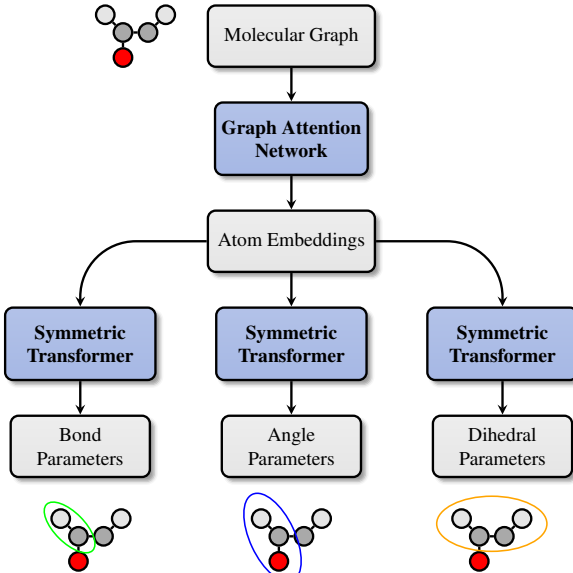 Molecular Graph
Graph Attention
Network
Atom Embeddings
Symmetric
Transformer
Symmetric
Transformer
Symmetric
Transformer
Bond
Parameters
Angle
Parameters
Dihedral
Parameters